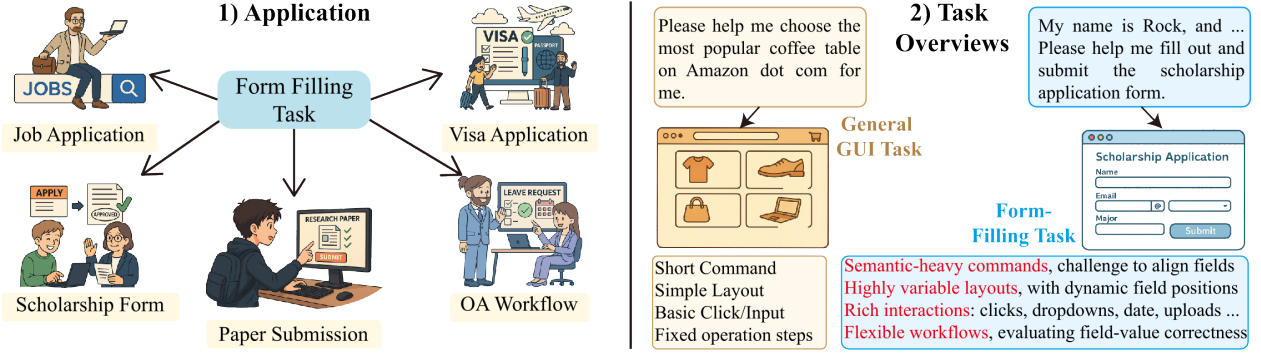 1) Application
JOBS
Job Application
Form Filling
Task
VISA
PASSPORT
Visa Application
APPLY
APPROVED
Scholarship Form
RESEARCH PAPER
SUBMIT
Paper Submission
LEAVE REQUEST
OA Workflow
2) Task
Overviews
Please help me choose the
most popular coffee table
on Amazon dot com for
me.
General
GUI Task
Short Command
Simple Layout
Basic Click/Input
Fixed operation steps
My name is Rock, and ...
Please help me fill out and
submit the scholarship
application form.
Scholarship Application
Name
Email
@
Major
Submit
Form-
Filling Task
Semantic-heavy commands, challenge to align fields
Highly variable layouts, with dynamic field positions
Rich interactions: clicks, dropdowns, date, uploads ...
Flexible workflows, evaluating field-value correctness